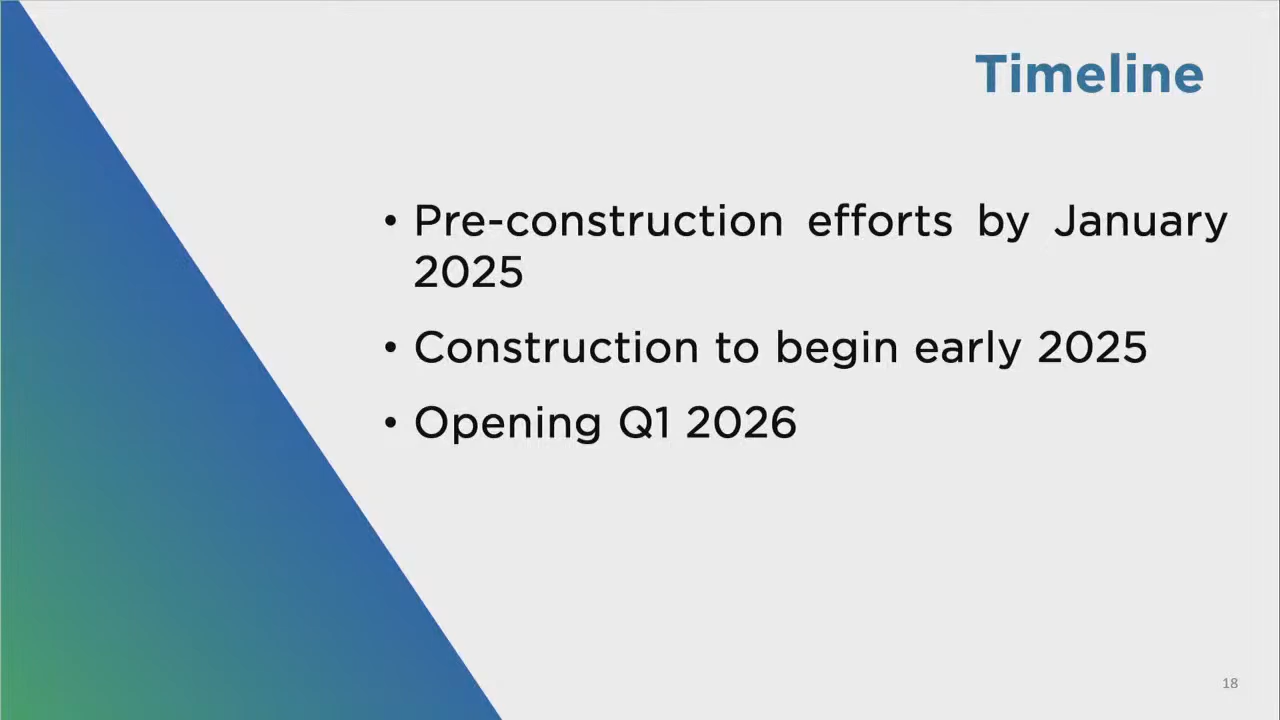 Timeline
• Pre-construction efforts by January
2025
• Construction to begin early 2025
• Opening Q1 2026
18